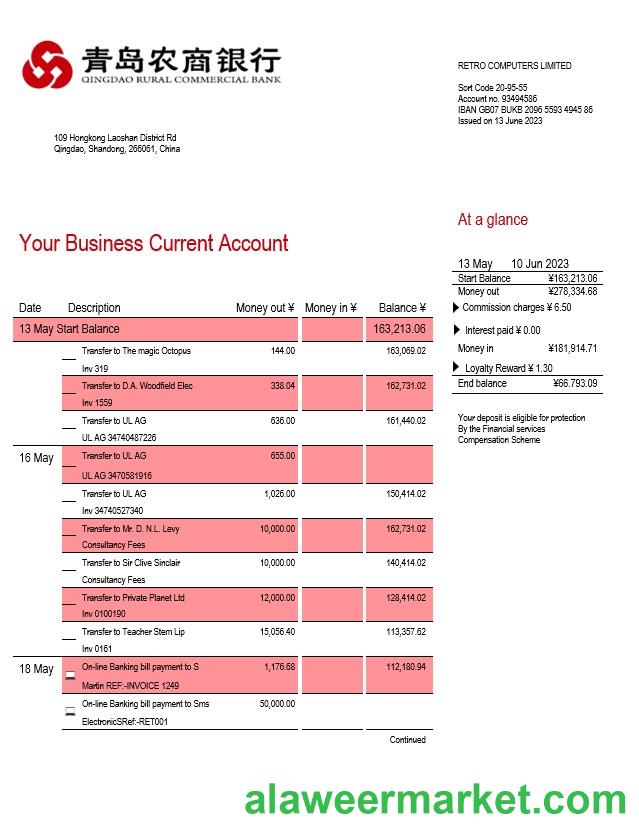 青岛农商银行
QINGDAO RURAL COMMERCIAL BANK
RETRO COMPUTERS LIMITED
Sort Code 20-95-55
Account no. 93494586
IBAN GB07 BUKB 2096 5593 4945 86
Issued on 13 June 2023
109 Hongkong Laoshan District Rd
Qingdao, Shandong, 266061, China
At a glance
Your Business Current Account
13 May 10 Jun 2023
Start Balance ¥163,213.06
Money out ¥278,334.68
Commission charges ¥ 6.50
Interest paid ¥ 0.00
Money in ¥181,914.71
Loyalty Reward ¥ 1.30
End balance ¥66.793.09
Your deposit is eligible for protection
By the Financial services
Compensation Scheme
Date Description Money out ¥ Money in ¥ Balance ¥
13 May Start Balance 163,213.06
Transfer to The magic Octopus 144.00 163,069.02
Inv 319
Transfer to D.A. Woodfield Elec 338.04 162,731.02
Inv 1559
Transfer to UL AG 636.00 161,440.02
UL AG 34740487226
16 May Transfer to UL AG 655.00
UL AG 3470581916
Transfer to UL AG 1,026.00 150,414.02
Inv 34740527340
Transfer to Mr. D. N.L. Levy 10,000.00 162,731.02
Consultancy Fees
Transfer to Sir Clive Sinclair 10,000.00 140,414.02
Consultancy Fees
Transfer to Private Planet Ltd 12,000.00 128,414.02
Inv 0100190
Transfer to Teacher Stem Lip 15,056.40 113,357.62
Inv 0161
18 May On-line Banking bill payment to S 1,176.68 112,180.94
Martin REF:-INVOICE 1249
On-line Banking bill payment to Sms 50,000.00
ElectronicSRef:-RET001
Continued
alaweermarket.com